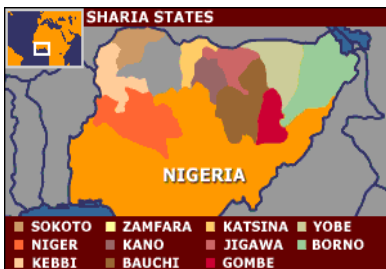 SHARIA STATES
NIGERIA
SOKOTO ZAMFARA KATSINA YOBE
NIGER KANO JIGAWA BORNO
KEBBI BAUCHI GOMBE